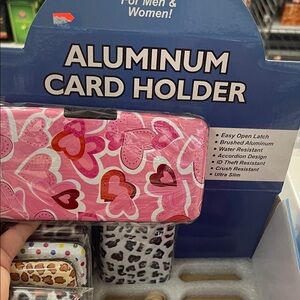 For Men &
Women!
ALUMINUM
CARD HOLDER
• Easy Open Latch
• Brushed Aluminum
• Water Resistant
• Accordion Design
• ID Theft Resistant
• Crush Resistant
• Ultra Slim